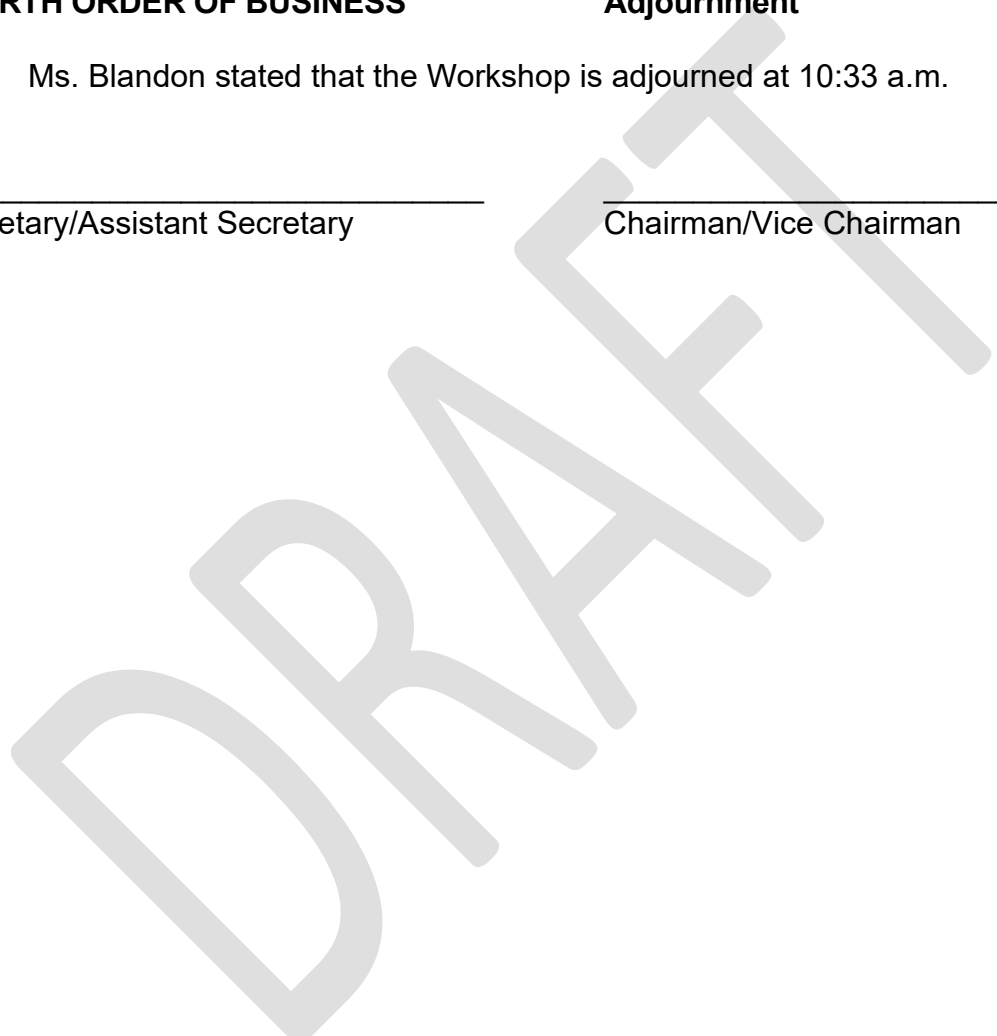 RTH ORDER OF BUSINESS Adjournment
Ms. Blandon stated that the Workshop is adjourned at 10:33 a.m.
etary/Assistant Secretary Chairman/Vice Chairman
DRAFT